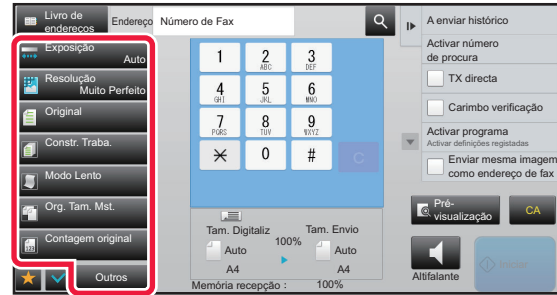 Livro de
endereços
Endereço
Número de Fax
A enviar histórico
Exposição
Auto
Resolução
Muito Perfeito
Original
Constr. Traba.
Modo Lento
Org. Tam. Mst.
Contagem original
Outros
1
2
ABC
3
DEF
4
GHI
5
JKL
6
MNO
7
PQRS
8
TUV
9
WXYZ
0
#
C
Tam. Digitaliz
100%
Tam. Envio
Auto
A4
Auto
A4
Memória recepção :
100%
Activar número
de procura
TX directa
Carimbo verificação
Activar programa
Activar definições registadas
Enviar mesma imagem
como endereço de fax
Pré-
visualização
CA
Altifalante
Iniciar